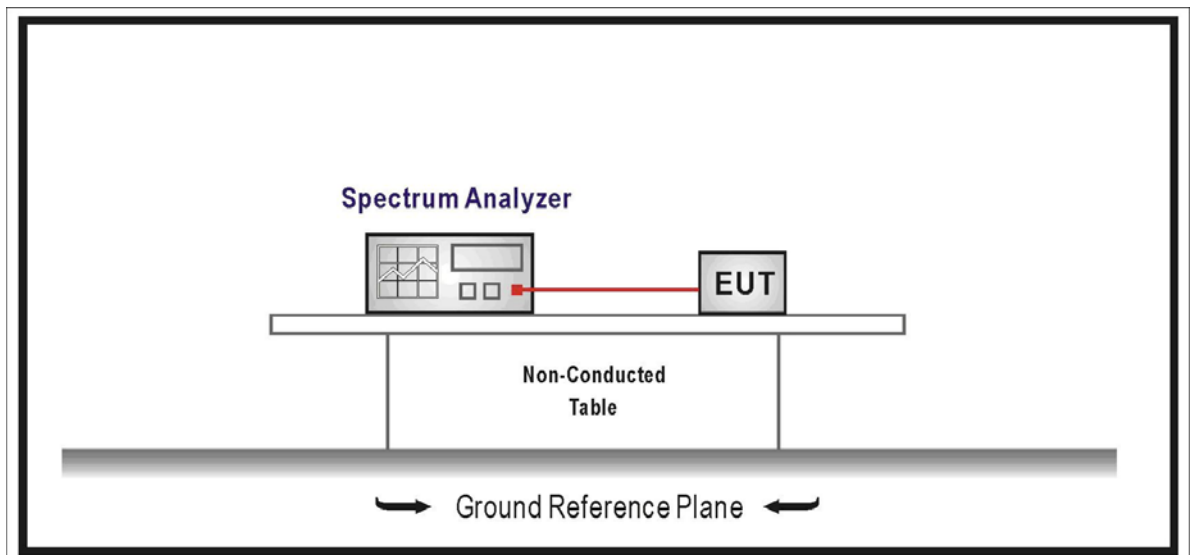 Spectrum Analyzer
EUT
Non-Conducted
Table
Ground Reference Plane